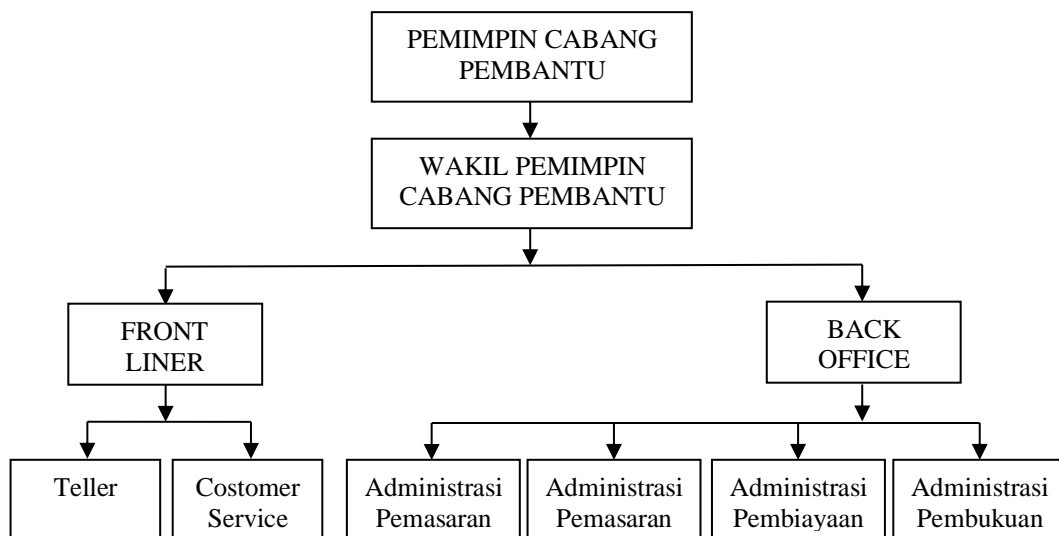 PEMIMPIN CABANG
PEMBANTU
WAKIL PEMIMPIN
CABANG PEMBANTU
FRONT
LINER
BACK
OFFICE
Teller
Costomer
Service
Administrasi
Pemasaran
Administrasi
Pemasaran
Administrasi
Pembiayaan
Administrasi
Pembukuan